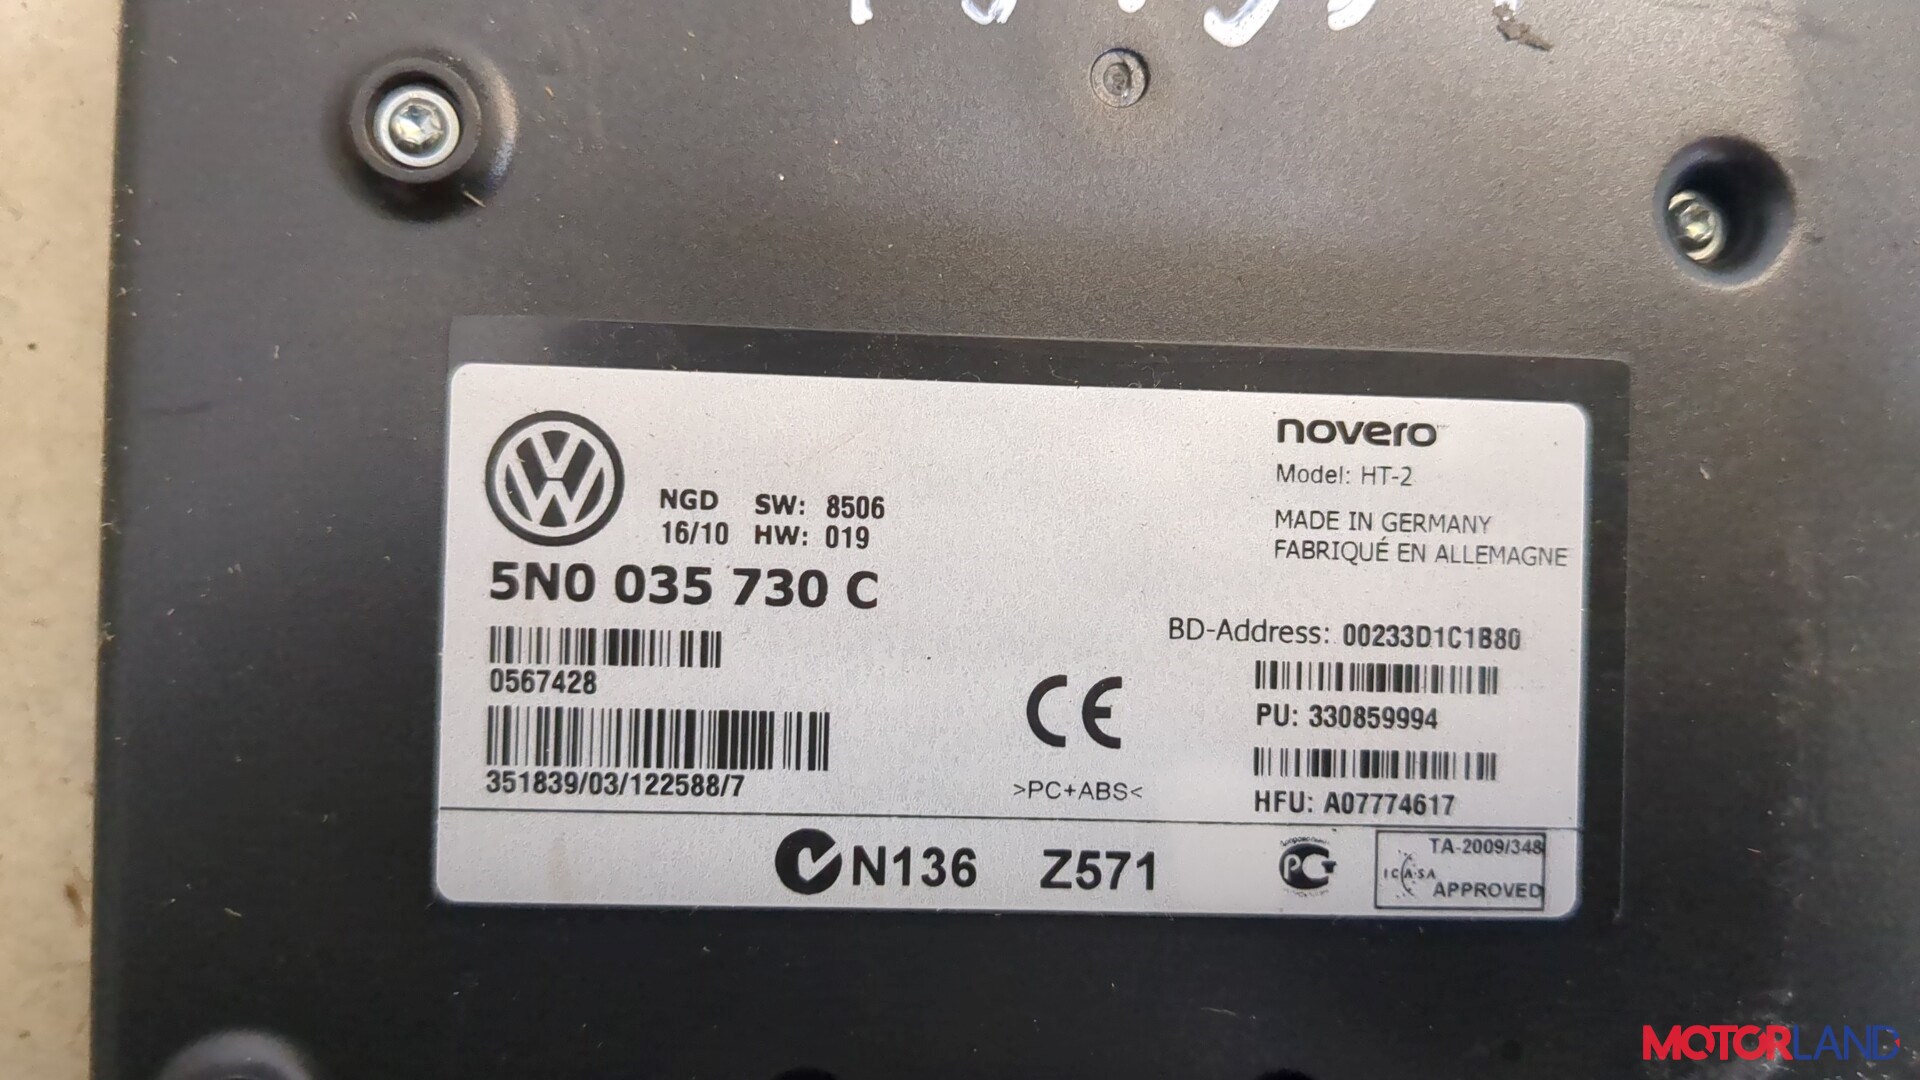 NGD SW: 8506
16/10 HW: 019
5N0 035 730 C
0567428
351839/03/122588/7
novero
Model: HT-2
MADE IN GERMANY
FABRIQUÉ EN ALLEMAGNE
BD-Address: 00233D1C1B80
PU: 330859994
HFU: A07774617
CE
>PC+ABS<
N136 Z571
TA-2009/348
ICASA
APPROVED
MOTORLAND